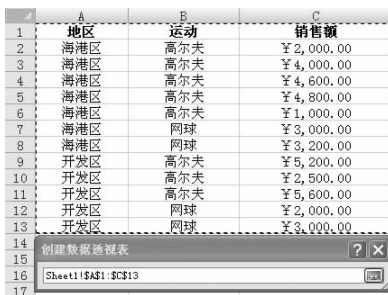 A B C
1 地区 运动 销售额
2 海港区 高尔夫 ¥2,000.00
3 海港区 高尔夫 ¥4,000.00
4 海港区 高尔夫 ¥4,600.00
5 海港区 高尔夫 ¥4,800.00
6 海港区 高尔夫 ¥1,000.00
7 海港区 网球 ¥3,000.00
8 海港区 网球 ¥3,200.00
9 开发区 高尔夫 ¥5,200.00
10 开发区 高尔夫 ¥2,500.00
11 开发区 高尔夫 ¥5,600.00
12 开发区 网球 ¥2,000.00
13 开发区 网球 ¥3,000.00
14 创建数据透视表
15
16 Sheet1!$A$1:$C$13
17